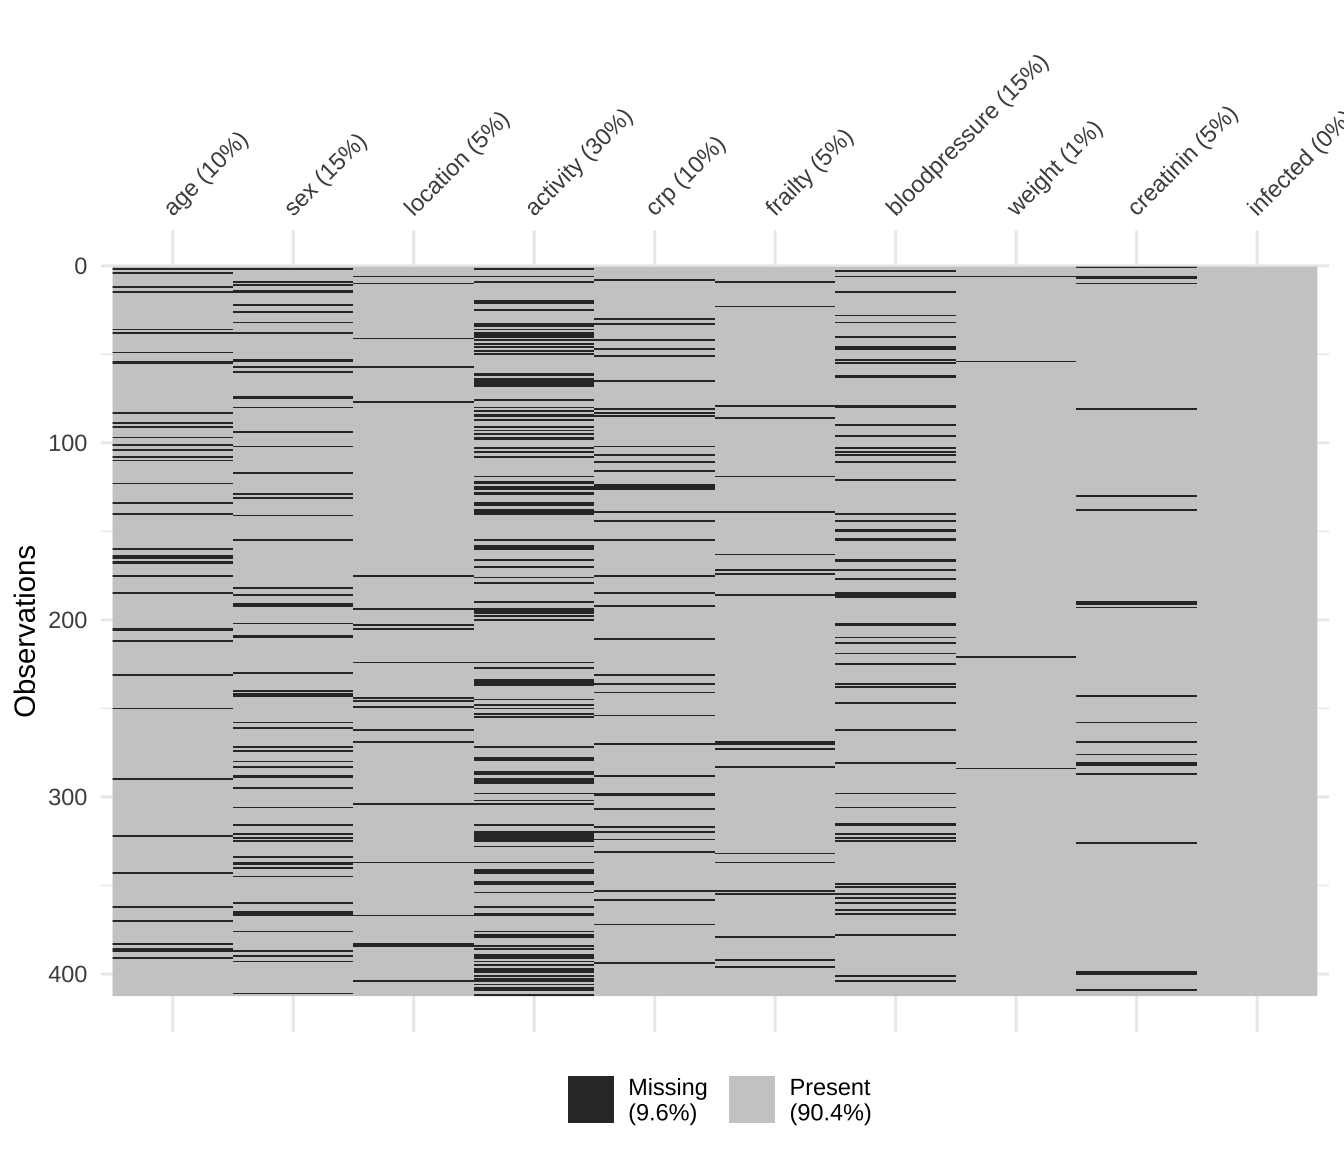 age (10%)
sex (15%)
location (5%)
activity (30%)
crp (10%)
frailty (5%)
bloodpressure (15%)
weight (1%)
creatinin (5%)
infected (0%
0
100
200
300
400
Observations
Missing
(9.6%)
Present
(90.4%)